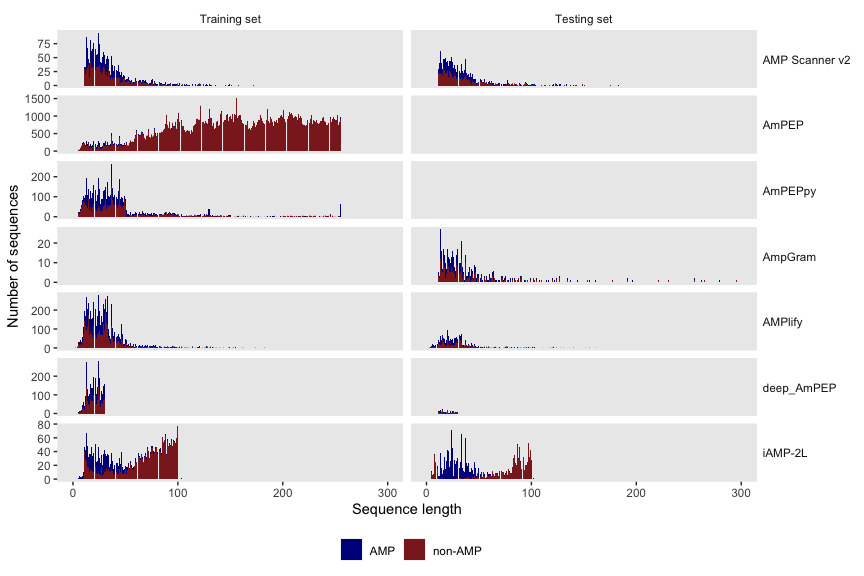 Training set Testing set
75
50
25
0
AMP Scanner v2
1500
1000
500
0
AmPEP
200
100
0
AmPEPpy
20
10
0
AmpGram
200
100
0
AMPlify
200
100
0
deep_AmPEP
80
60
40
20
0
iAMP-2L
0 100 200 300 0 100 200 300
Number of sequences
Sequence length
AMP non-AMP